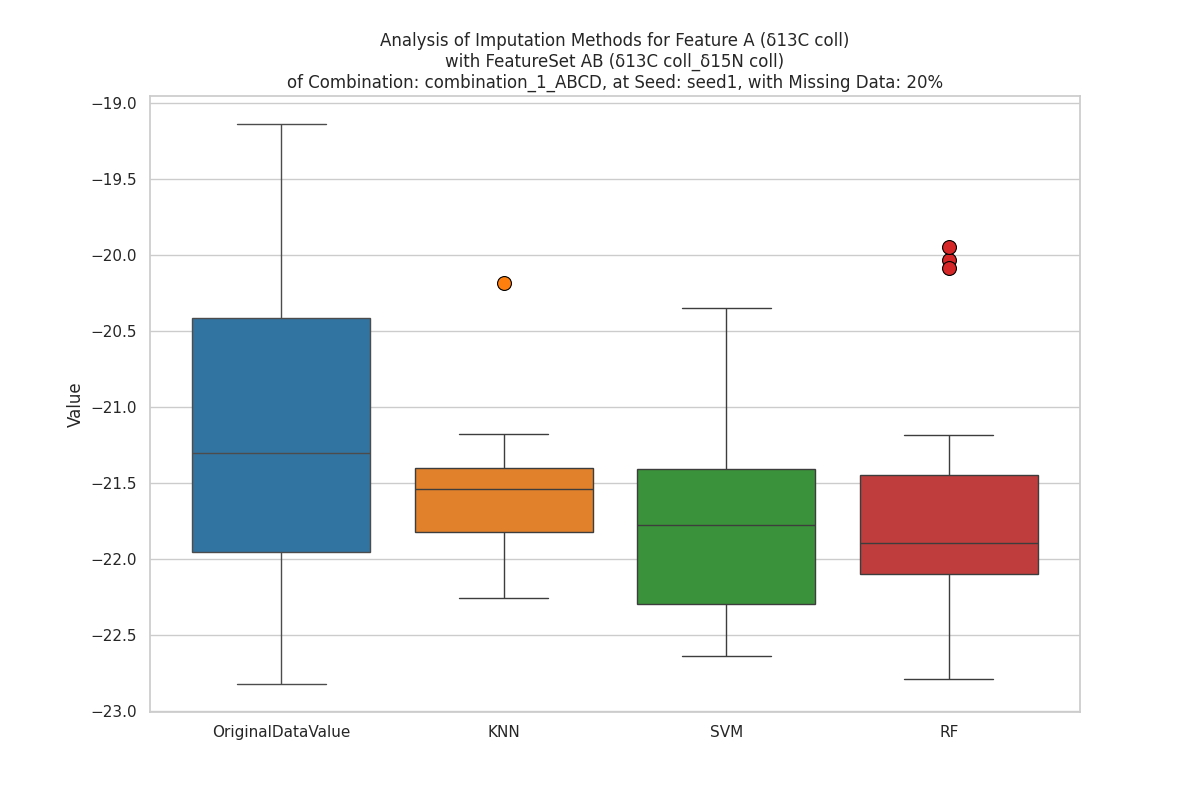 Analysis of Imputation Methods for Feature A (δ13C coll)
with FeatureSet AB (δ13C coll_δ15N coll)
of Combination: combination_1_ABCD, at Seed: seed1, with Missing Data: 20%
−19.0
−19.5
−20.0
−20.5
−21.0
−21.5
−22.0
−22.5
−23.0
Value
OriginalDataValue
KNN
SVM
RF